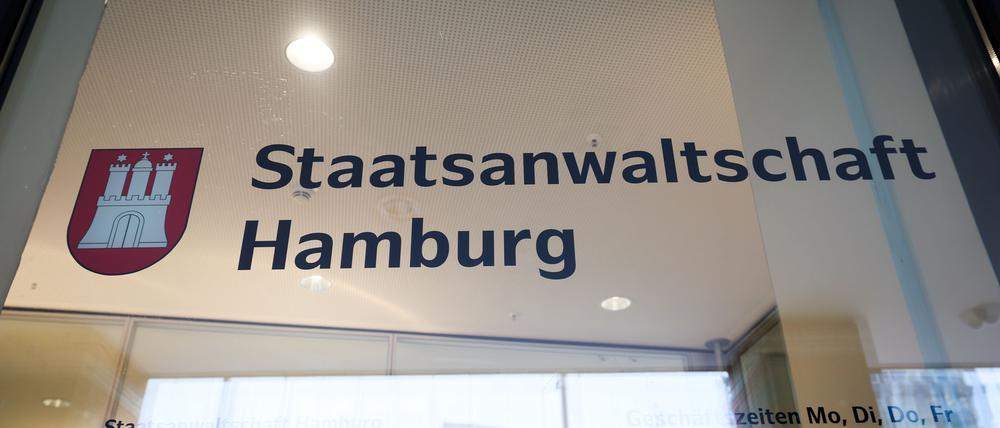 Staatsanwaltschaft
Hamburg
Staatsanwaltschaft Hamburg
Geschäftszeiten Mo, Di, Do, Fr